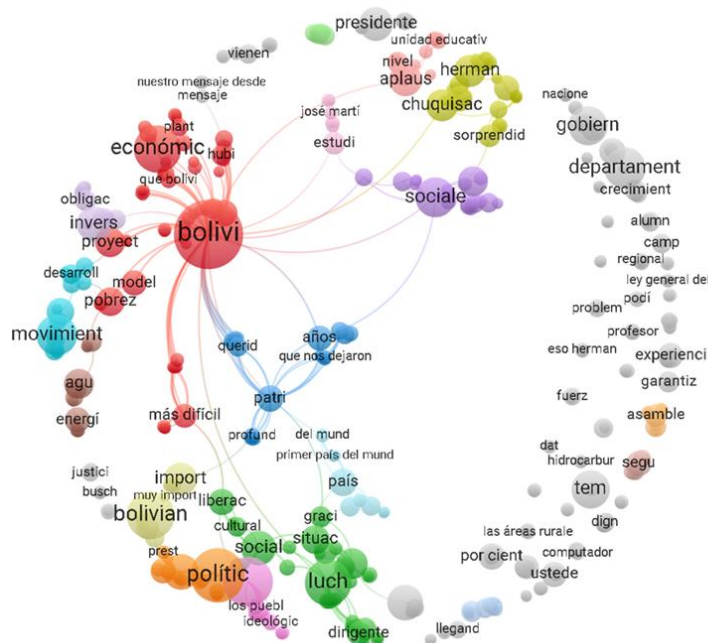 presidente
unidad educativ
vienen
nivel
aplaus
herman
nuestro mensaje desde
mensaje
chuquisac
nacione
josé martí
gobiern
plant
económic
hubi
estudi
sorprendid
departament
que bolivi
crecimient
obligac
sociale
invers
bolivi
alumn
proyect
camp
regional
desarroll
model
ley general del
pobrez
podí
problem
movimient
años
profesor
querid
que nos dejaron
eso herman
experienci
agu
patri
garantiz
fuerz
energí
más difícil
asamble
profund
del mund
dat
primer país del mund
hidrocarbur
segu
justici
import
país
busch
muy import
liberac
tem
bolivian
graci
dign
cultural
situac
las áreas rurale
prest
social
computador
por cient
polític
luch
ustede
los puebl
ideológic
dirigente
llegand